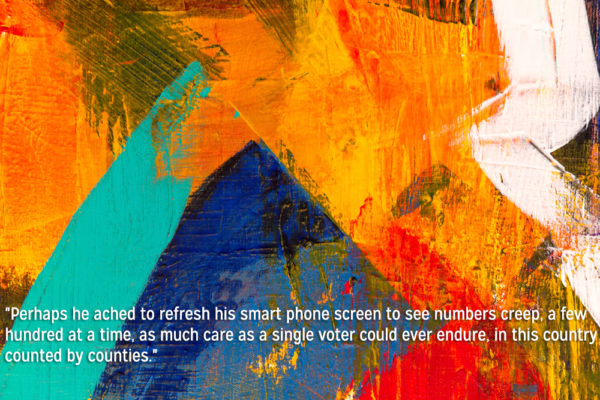 "Perhaps he ached to refresh his smart phone screen to see numbers creep, a few
hundred at a time, as much care as a single voter could ever endure, in this country
counted by counties."